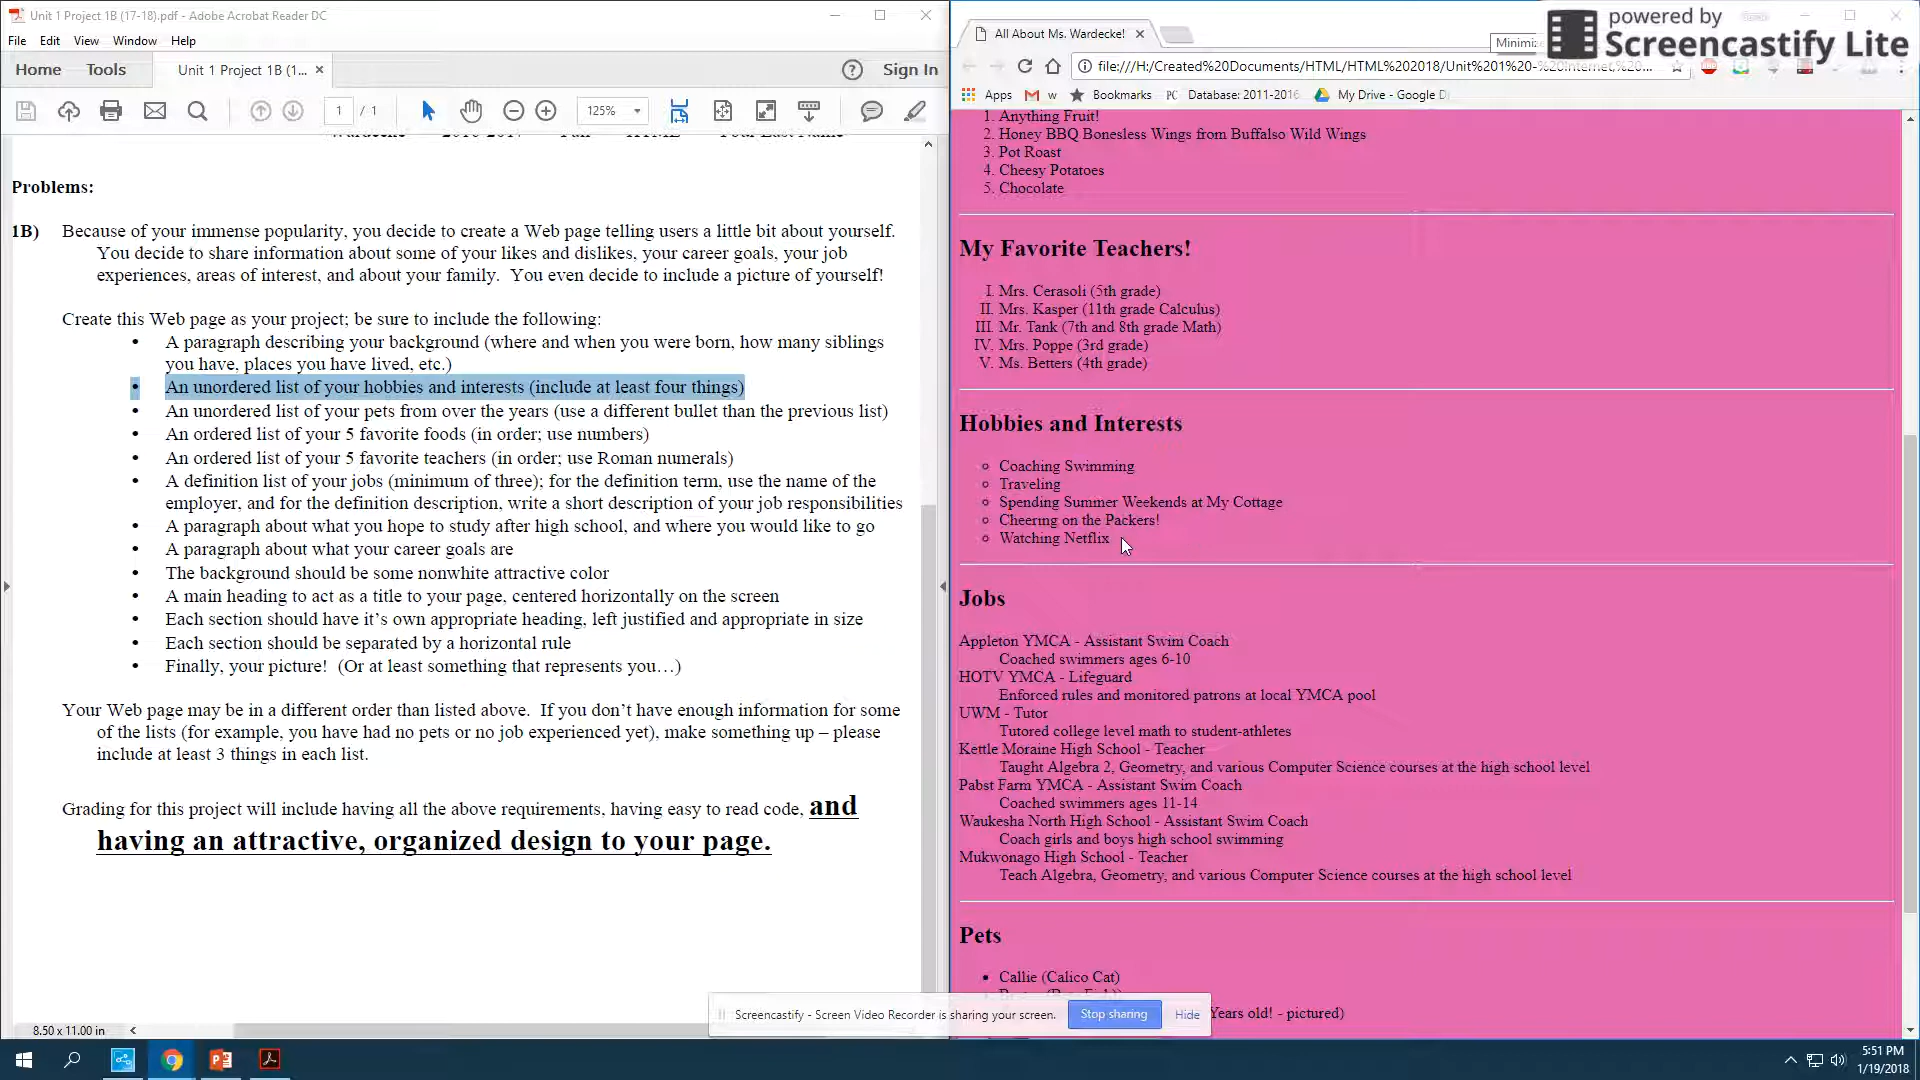 Unit 1 Project 1B (17-18).pdf - Adobe Acrobat Reader DC
File Edit View Window Help
Home Tools Unit 1 Project 1B (1... × Sign In
1 / 1 125%
Problems:
1B) Because of your immense popularity, you decide to create a Web page telling users a little bit about yourself.
You decide to share information about some of your likes and dislikes, your career goals, your job
experiences, areas of interest, and about your family. You even decide to include a picture of yourself!
Create this Web page as your project; be sure to include the following:
• A paragraph describing your background (where and when you were born, how many siblings
you have, places you have lived, etc.)
• An unordered list of your hobbies and interests (include at least four things)
• An unordered list of your pets from over the years (use a different bullet than the previous list)
• An ordered list of your 5 favorite foods (in order; use numbers)
• An ordered list of your 5 favorite teachers (in order; use Roman numerals)
• A definition list of your jobs (minimum of three); for the definition term, use the name of the
employer, and for the definition description, write a short description of your job responsibilities
• A paragraph about what you hope to study after high school, and where you would like to go
• A paragraph about what your career goals are
• The background should be some nonwhite attractive color
• A main heading to act as a title to your page, centered horizontally on the screen
• Each section should have it's own appropriate heading, left justified and appropriate in size
• Each section should be separated by a horizontal rule
• Finally, your picture! (Or at least something that represents you…)
Your Web page may be in a different order than listed above. If you don't have enough information for some
of the lists (for example, you have had no pets or no job experienced yet), make something up – please
include at least 3 things in each list.
Grading for this project will include having all the above requirements, having easy to read code, and
having an attractive, organized design to your page.
8.50 x 11.00 in
All About Ms. Wardecke!
Minimiz
powered by
Screencastify Lite
file:///H:/Created%20Documents/HTML/HTML%202018/Unit%201%20-%20Internet,%20...
Apps w Bookmarks PC Database: 2011-2016 My Drive - Google D
1. Anything Fruit!
2. Honey BBQ Bonesless Wings from Buffalso Wild Wings
3. Pot Roast
4. Cheesy Potatoes
5. Chocolate
My Favorite Teachers!
I. Mrs. Cerasoli (5th grade)
II. Mrs. Kasper (11th grade Calculus)
III. Mr. Tank (7th and 8th grade Math)
IV. Mrs. Poppe (3rd grade)
V. Ms. Betters (4th grade)
Hobbies and Interests
Coaching Swimming
Traveling
Spending Summer Weekends at My Cottage
Cheering on the Packers!
Watching Netflix
Jobs
Appleton YMCA - Assistant Swim Coach
Coached swimmers ages 6-10
HOTV YMCA - Lifeguard
Enforced rules and monitored patrons at local YMCA pool
UWM - Tutor
Tutored college level math to student-athletes
Kettle Moraine High School - Teacher
Taught Algebra 2, Geometry, and various Computer Science courses at the high school level
Pabst Farm YMCA - Assistant Swim Coach
Coached swimmers ages 11-14
Waukesha North High School - Assistant Swim Coach
Coach girls and boys high school swimming
Mukwonago High School - Teacher
Teach Algebra, Geometry, and various Computer Science courses at the high school level
Pets
• Callie (Calico Cat)
Years old! - pictured)
Screencastify - Screen Video Recorder is sharing your screen. Stop sharing Hide
5:51 PM
1/19/2018